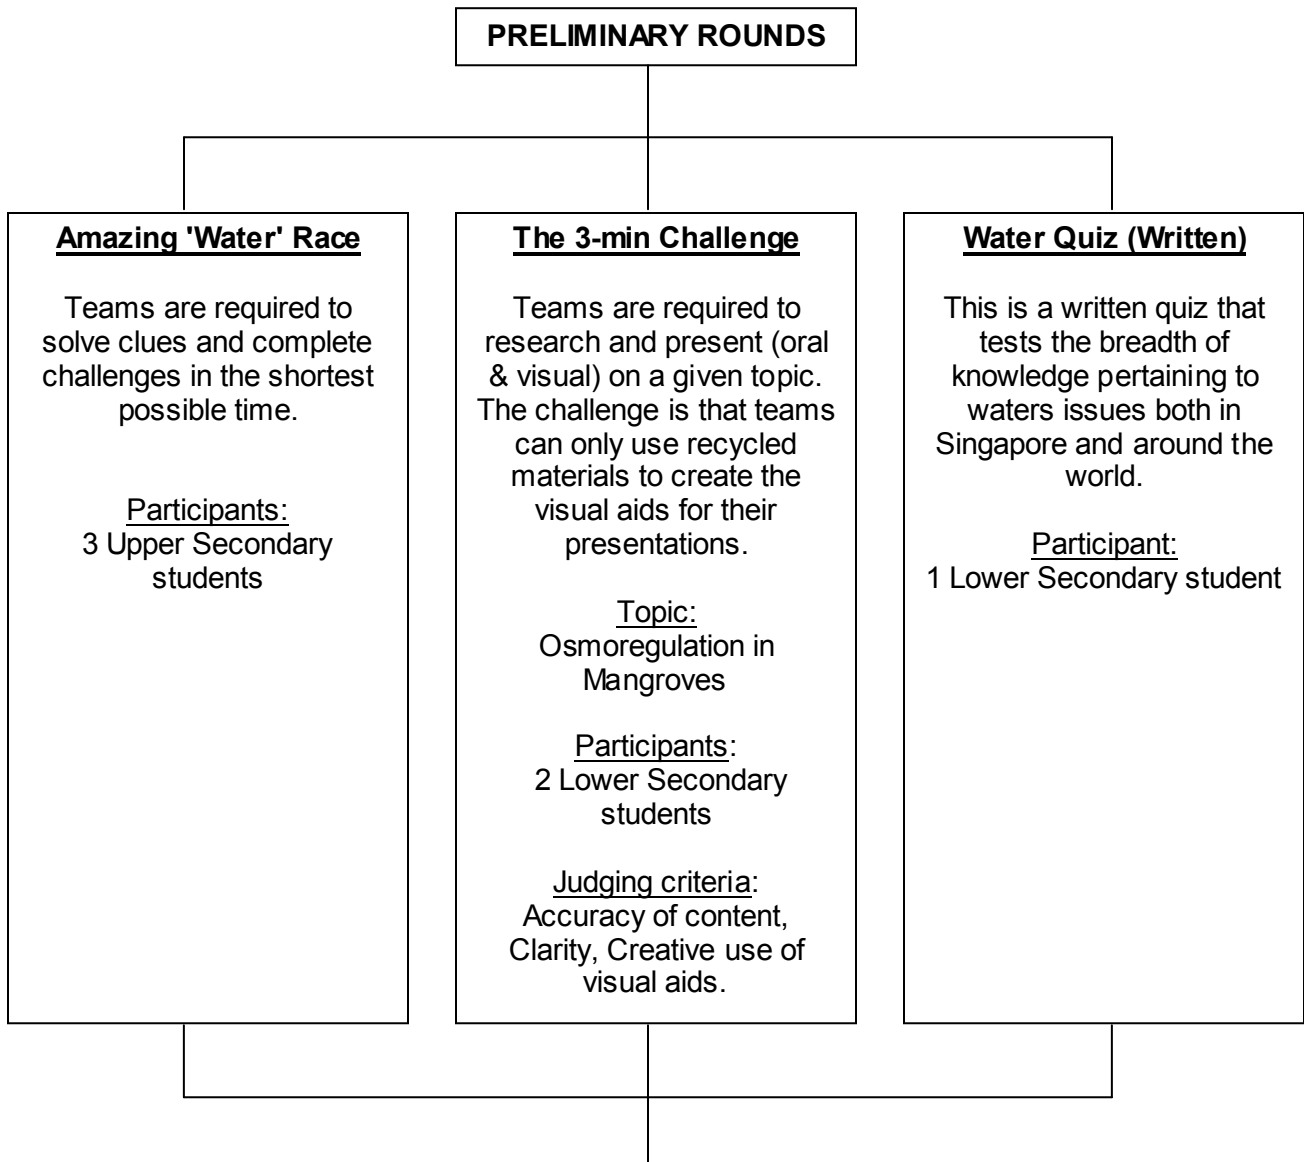 PRELIMINARY ROUNDS
Amazing 'Water' Race
Teams are required to
solve clues and complete
challenges in the shortest
possible time.
Participants:
3 Upper Secondary
students
The 3-min Challenge
Teams are required to
research and present (oral
& visual) on a given topic.
The challenge is that teams
can only use recycled
materials to create the
visual aids for their
presentations.
Topic:
Osmoregulation in
Mangroves
Participants:
2 Lower Secondary
students
Judging criteria:
Accuracy of content,
Clarity, Creative use of
visual aids.
Water Quiz (Written)
This is a written quiz that
tests the breadth of
knowledge pertaining to
waters issues both in
Singapore and around the
world.
Participant:
1 Lower Secondary student